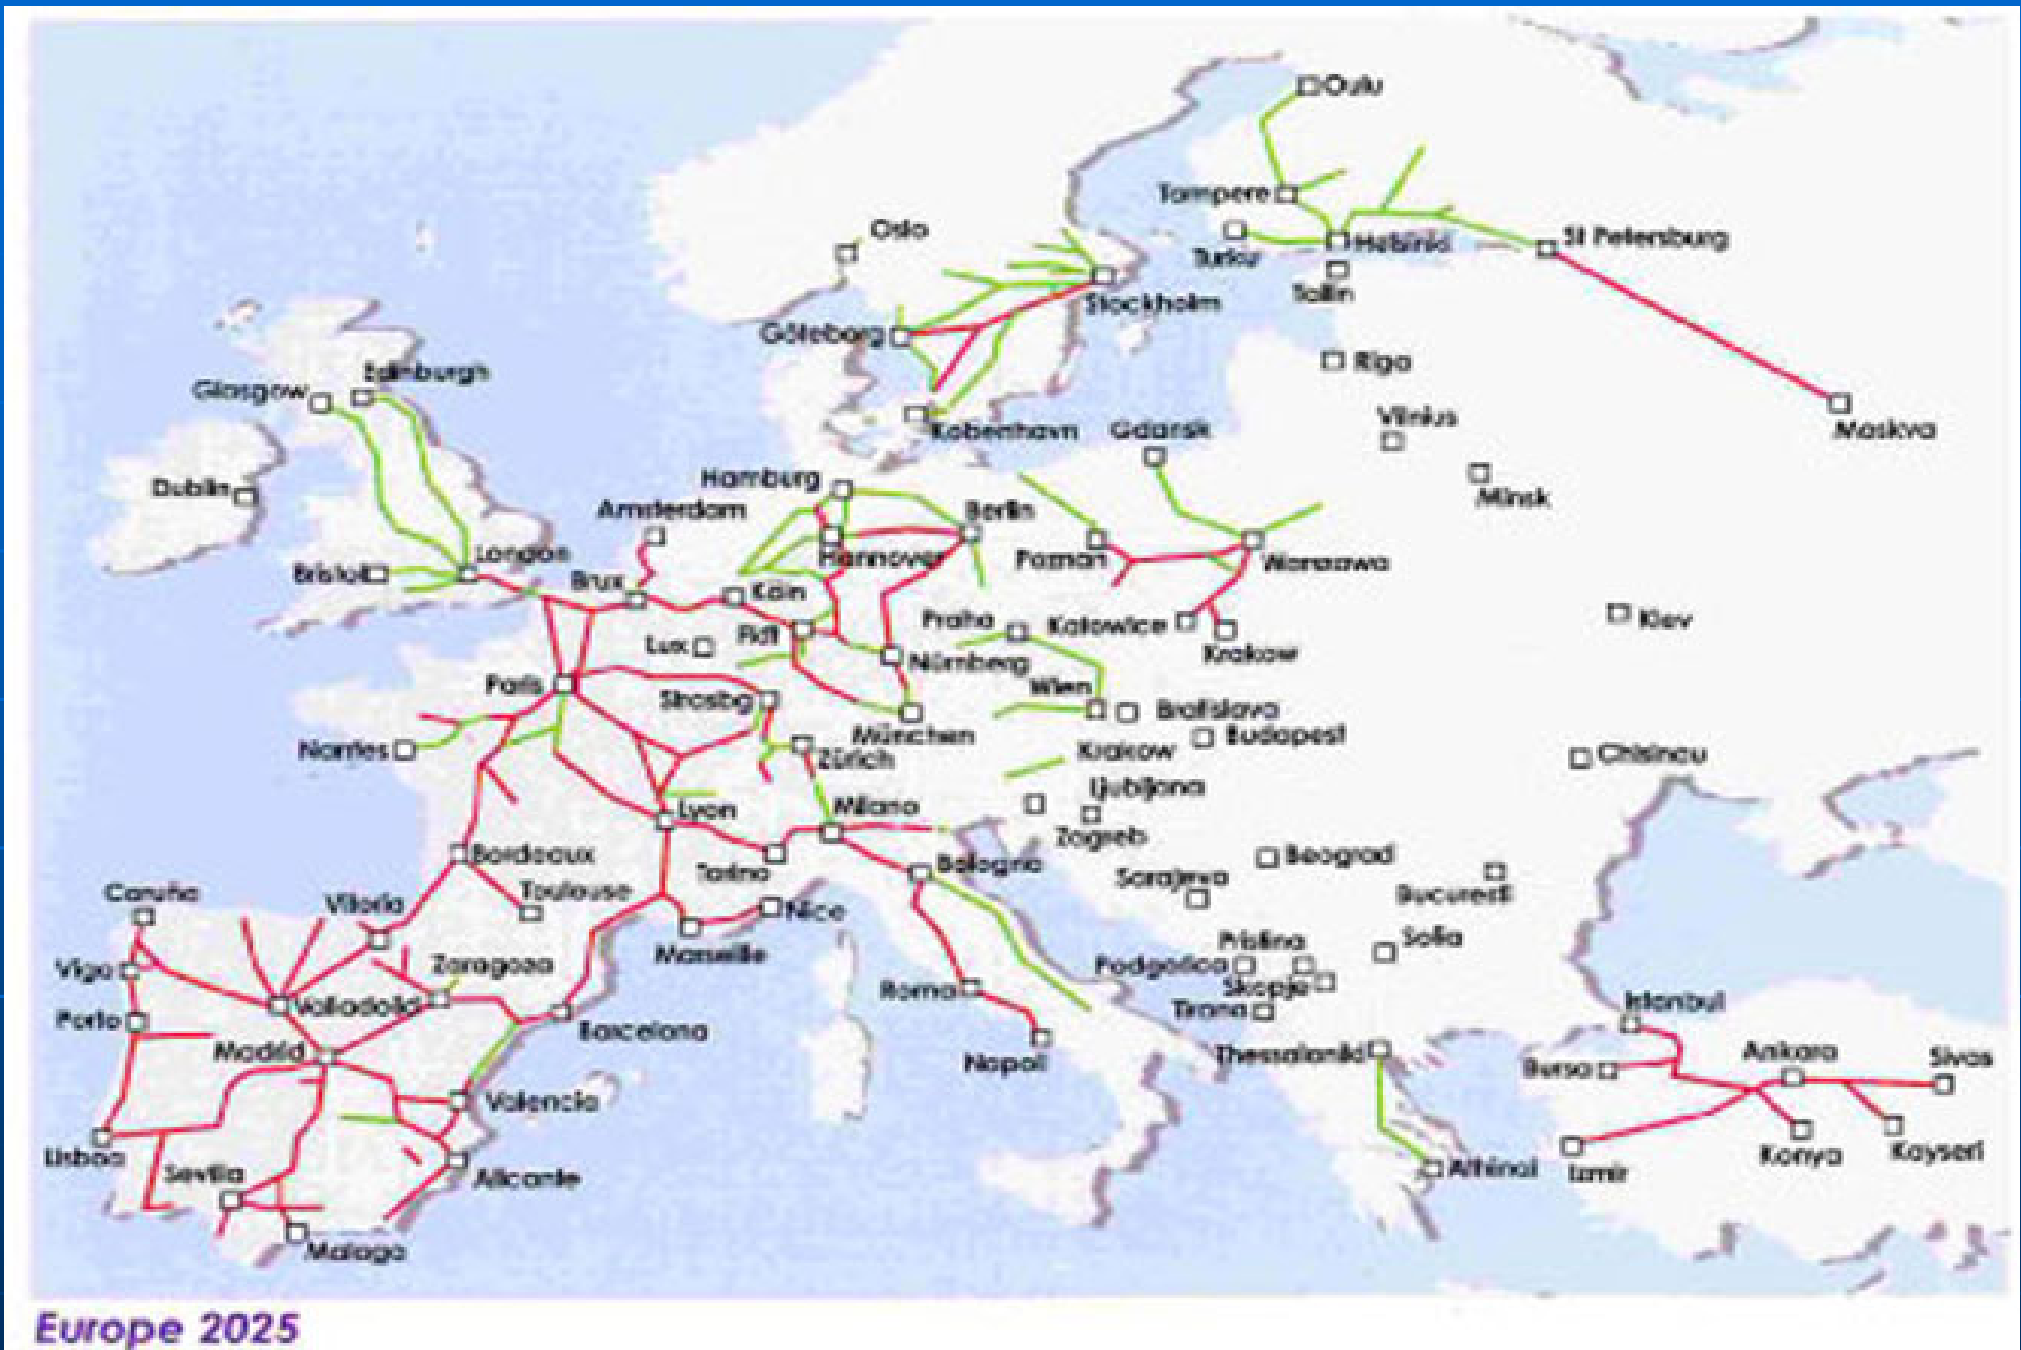 Oulu
Tampere
Oslo
Turku
Helsinki
St Petersburg
Tallin
Stockholm
Göteborg
Riga
Edinburgh
Glasgow
Vilnius
Moskva
Kobenhavn
Gdansk
Hamburg
Dublin
Minsk
Amsterdam
Berlin
London
Hannover
Poznan
Warszawa
Bristol
Brux
Köln
Praha
Katowice
Kiev
Lux
Fkft
Nürnberg
Krakow
Paris
Strasbg
Wien
Bratislava
Nantes
München
Budapest
Zürich
Krakow
Chisinau
Ljubljana
Lyon
Milano
Zagreb
Bordeaux
Torino
Bologna
Beograd
Coruña
Vitoria
Toulouse
Nice
Sarajevo
Bucuresti
Vigo
Zaragoza
Marseille
Pristina
Sofia
Podgorica
Porto
Valladolid
Roma
Skopje
Tirana
Istanbul
Madrid
Barcelona
Napoli
Thessaloniki
Bursa
Ankara
Sivas
Valencia
Lisboa
Sevilla
Alicante
Athinai
Izmir
Konya
Kayseri
Malaga
Europe 2025